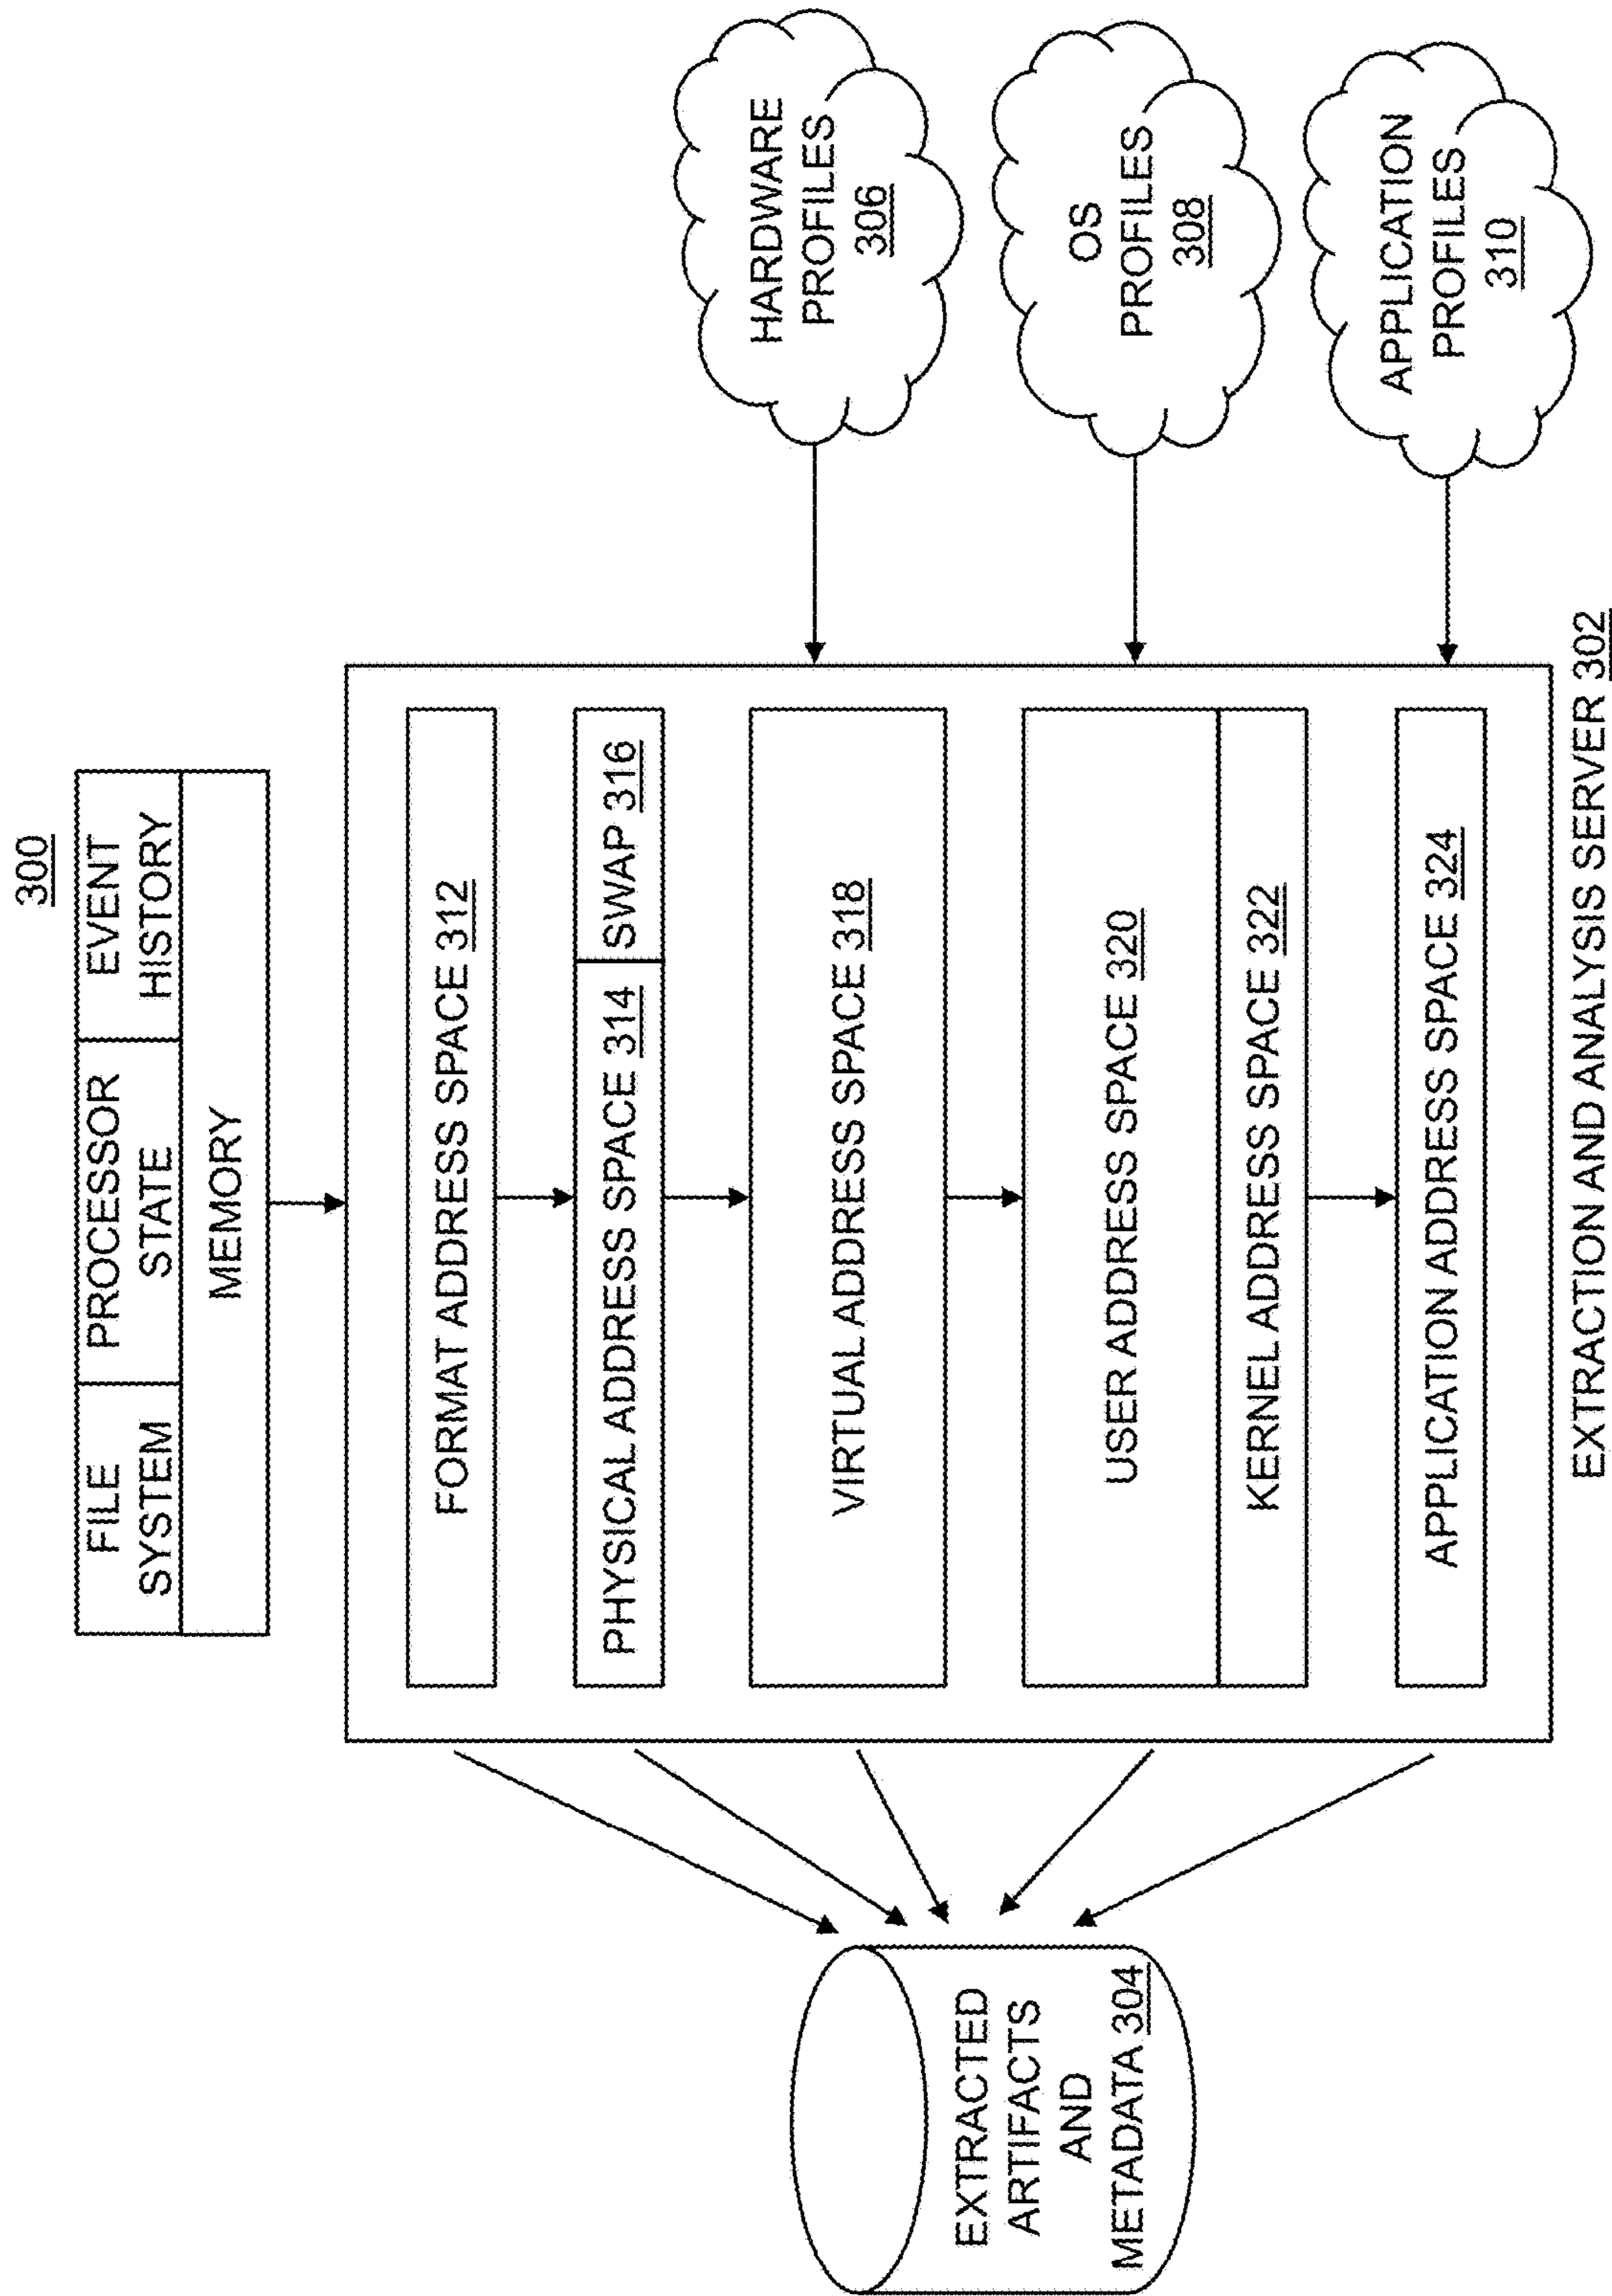 300
FILE
SYSTEM
PROCESSOR
STATE
EVENT
HISTORY
MEMORY
FORMAT ADDRESS SPACE 312
PHYSICAL ADDRESS SPACE 314
SWAP 316
VIRTUAL ADDRESS SPACE 318
USER ADDRESS SPACE 320
KERNEL ADDRESS SPACE 322
APPLICATION ADDRESS SPACE 324
EXTRACTION AND ANALYSIS SERVER 302
EXTRACTED
ARTIFACTS
AND
METADATA 304
HARDWARE
PROFILES
306
OS
PROFILES
308
APPLICATION
PROFILES
310